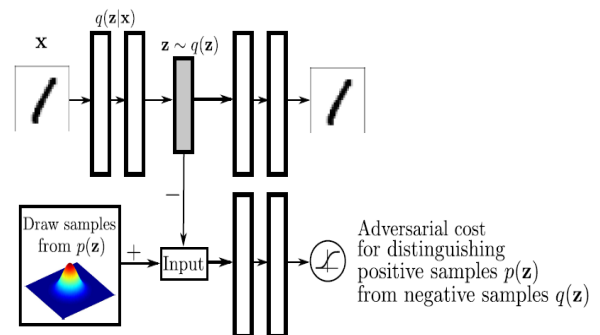 q(z|x)
x
z ∼ q(z)
−
Draw samples
from p(z)
+
Input
Adversarial cost
for distinguishing
positive samples p(z)
from negative samples q(z)